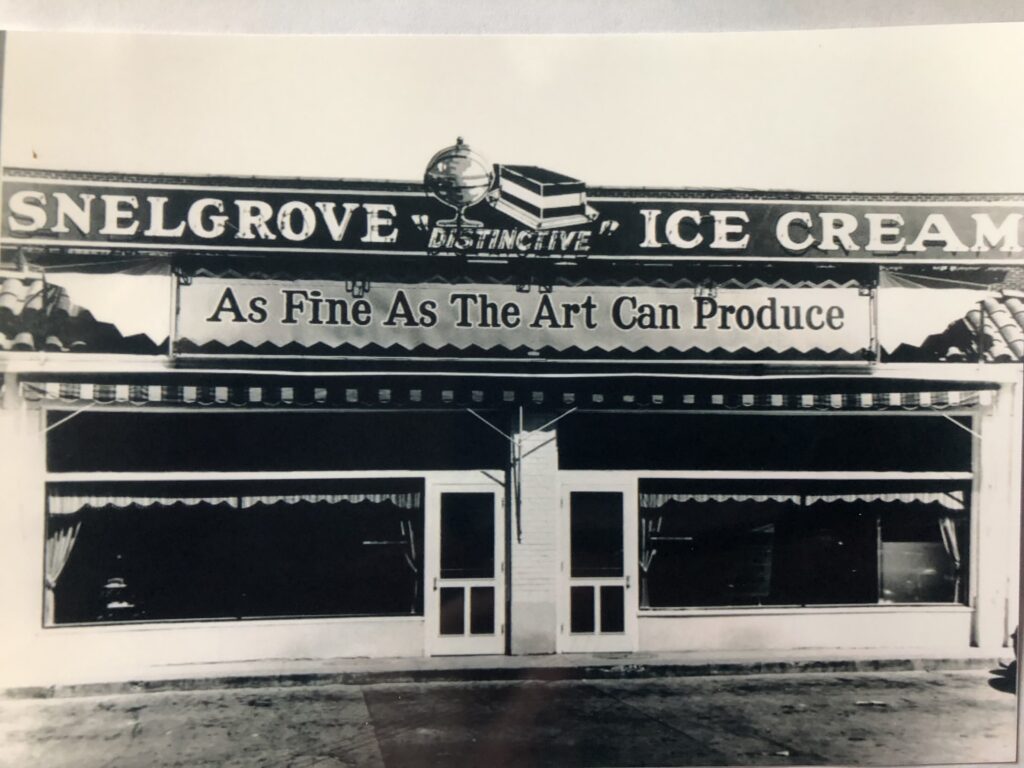 SNELGROVE "DISTINCTIVE" ICE CREAM
As Fine As The Art Can Produce